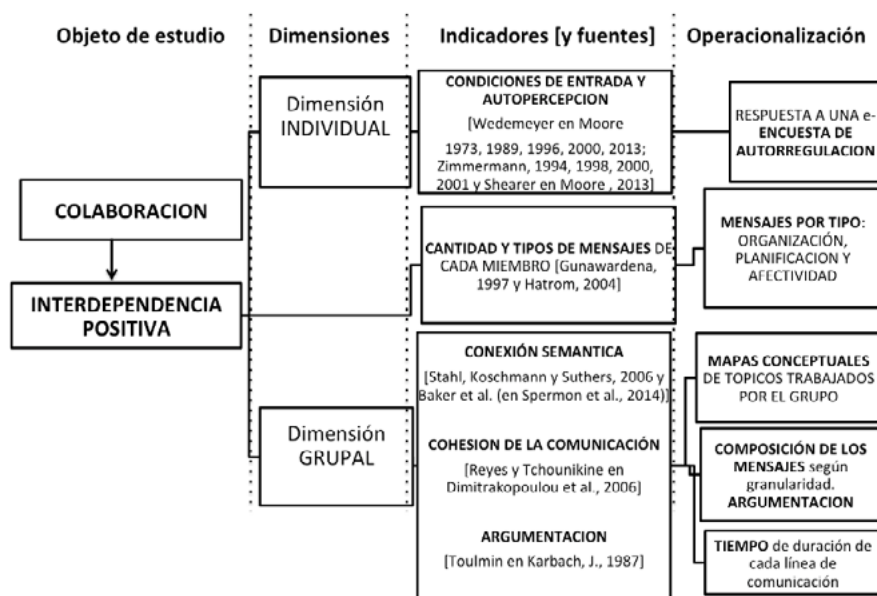 Objeto de estudio
Dimensiones
Indicadores [y fuentes]
Operacionalización
COLABORACION
INTERDEPENDENCIA
POSITIVA
Dimensión
INDIVIDUAL
Dimensión
GRUPAL
CONDICIONES DE ENTRADA Y
AUTOPERCEPCION
[Wedemeyer en Moore
1973, 1989, 1996, 2000, 2013;
Zimmermann, 1994, 1998, 2000,
2001 y Shearer en Moore , 2013]
CANTIDAD Y TIPOS DE MENSAJES DE
CADA MIEMBRO [Gunawardena,
1997 y Hatrom, 2004]
CONEXIÓN SEMANTICA
[Stahl, Koschmann y Suthers, 2006 y
Baker et al. (en Spermon et al., 2014)]
COHESION DE LA COMUNICACIÓN
[Reyes y Tchounikine en
Dimitrakopoulou et al., 2006]
ARGUMENTACION
[Toulmin en Karbach, J., 1987]
RESPUESTA A UNA e-
ENCUESTA DE
AUTORREGULACION
MENSAJES POR TIPO:
ORGANIZACIÓN,
PLANIFICACION Y
AFECTIVIDAD
MAPAS CONCEPTUALES
DE TOPICOS TRABAJADOS
POR EL GRUPO
COMPOSICIÓN DE LOS
MENSAJES según
granularidad.
ARGUMENTACION
TIEMPO de duración de
cada línea de
comunicación